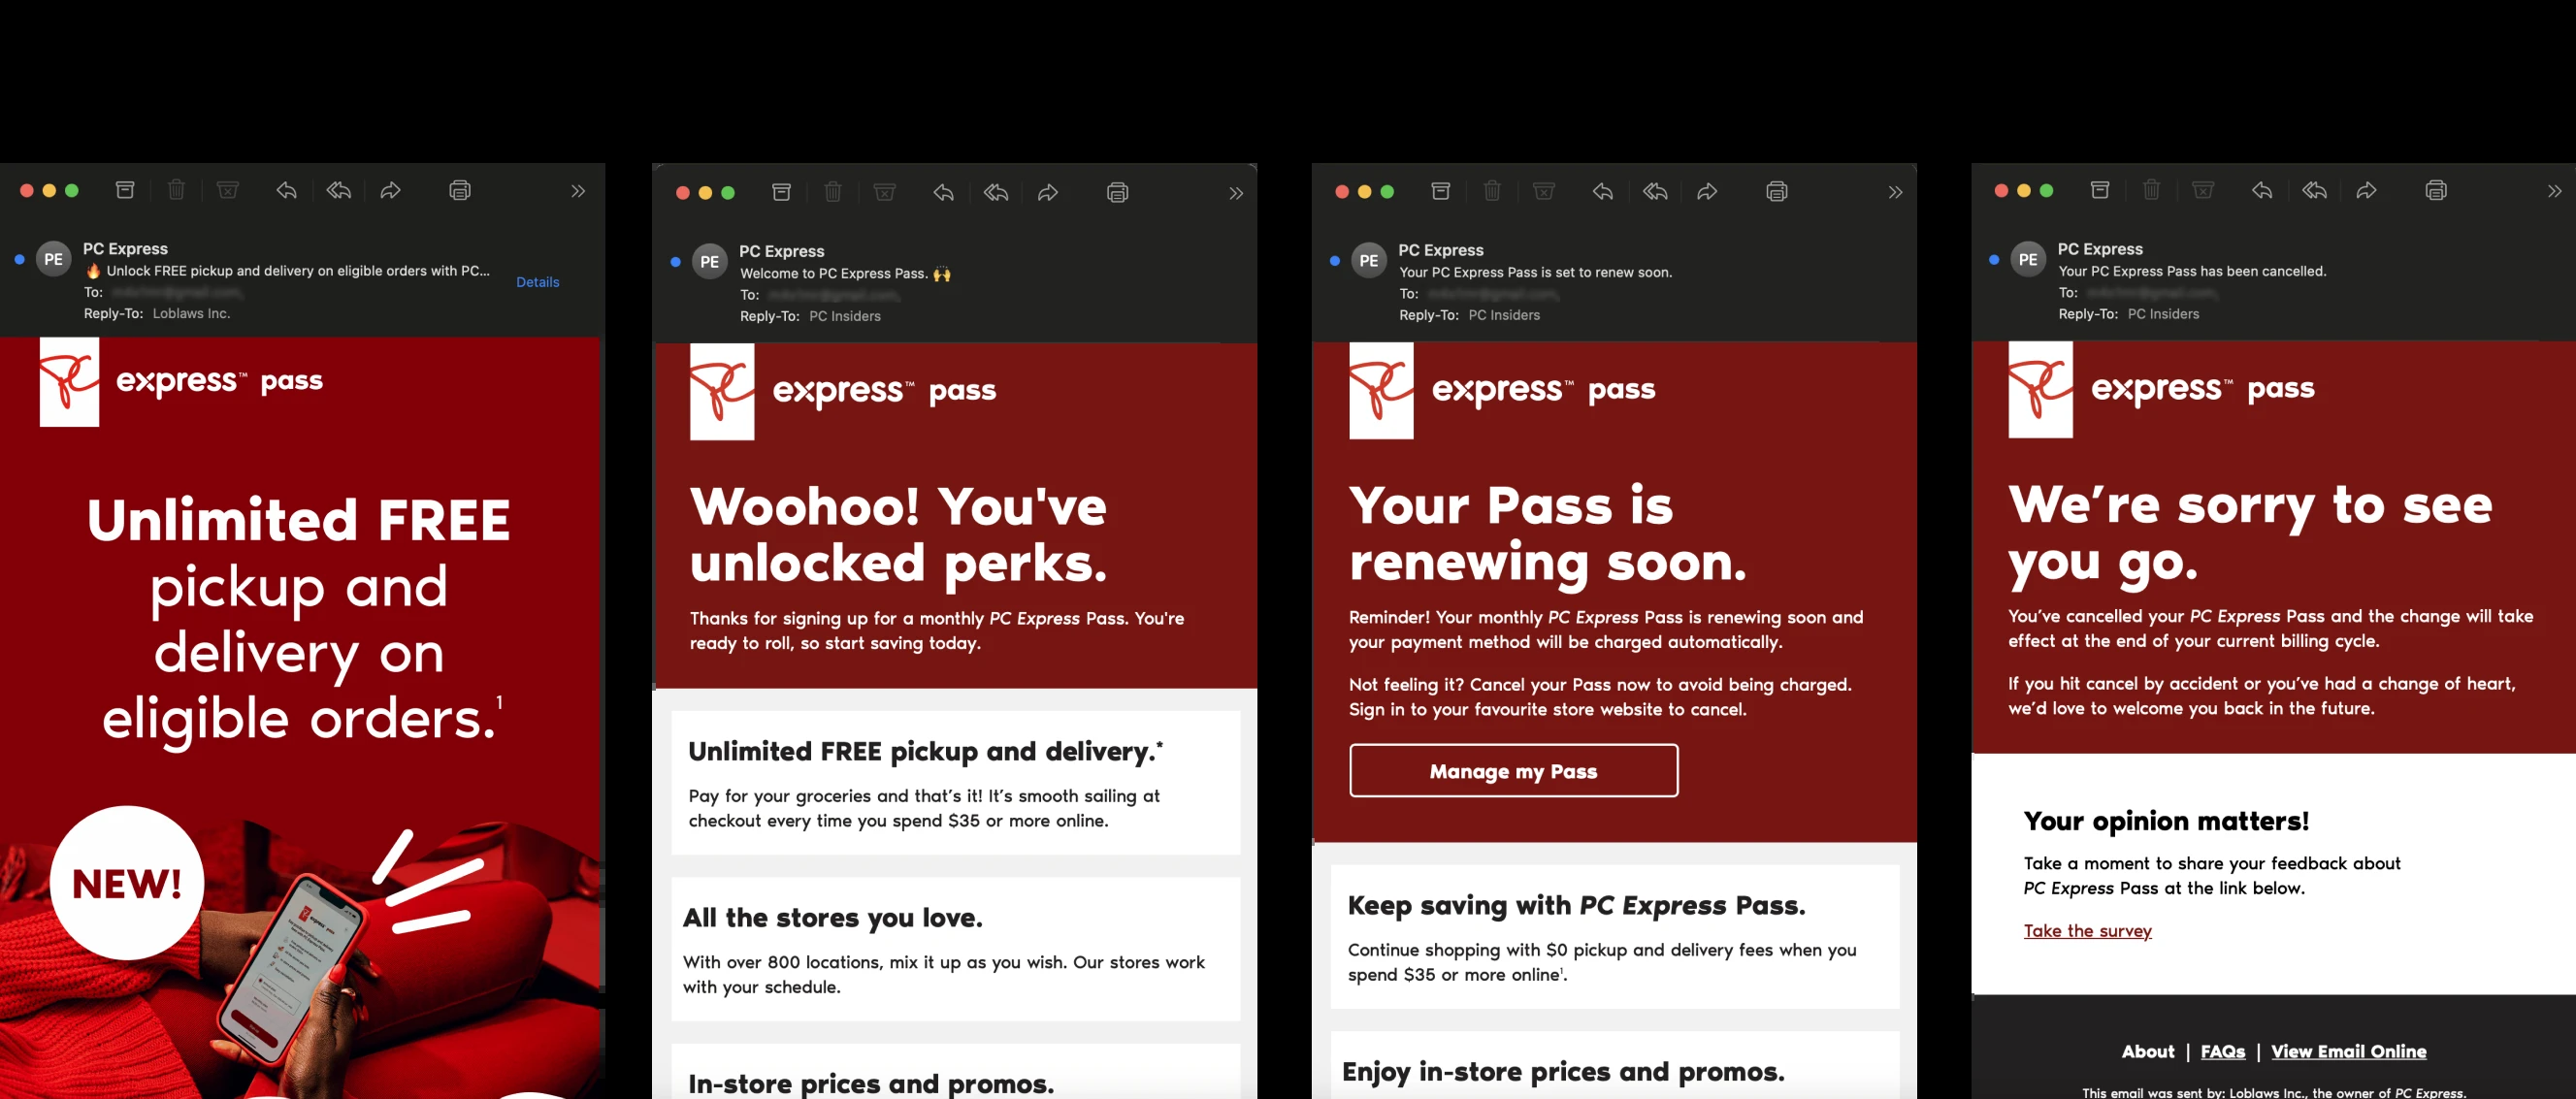 PE
PC Express
🔥 Unlock FREE pickup and delivery on eligible orders with PC...
Details
To:
Reply-To: Loblaws Inc.
PC
express™ pass
Unlimited FREE
pickup and
delivery on
eligible orders.¹
NEW!
PE
PC Express
Welcome to PC Express Pass. 🙌
To:
Reply-To: PC Insiders
PC
express™ pass
Woohoo! You've
unlocked perks.
Thanks for signing up for a monthly PC Express Pass. You're
ready to roll, so start saving today.
Unlimited FREE pickup and delivery.*
Pay for your groceries and that's it! It's smooth sailing at
checkout every time you spend $35 or more online.
All the stores you love.
With over 800 locations, mix it up as you wish. Our stores work
with your schedule.
In-store prices and promos.
PE
PC Express
Your PC Express Pass is set to renew soon.
To:
Reply-To: PC Insiders
PC
express™ pass
Your Pass is
renewing soon.
Reminder! Your monthly PC Express Pass is renewing soon and
your payment method will be charged automatically.
Not feeling it? Cancel your Pass now to avoid being charged.
Sign in to your favourite store website to cancel.
Manage my Pass
Keep saving with PC Express Pass.
Continue shopping with $0 pickup and delivery fees when you
spend $35 or more online¹.
Enjoy in-store prices and promos.
PE
PC Express
Your PC Express Pass has been cancelled.
To:
Reply-To: PC Insiders
PC
express™ pass
We're sorry to see
you go.
You've cancelled your PC Express Pass and the change will take
effect at the end of your current billing cycle.
If you hit cancel by accident or you've had a change of heart,
we'd love to welcome you back in the future.
Your opinion matters!
Take a moment to share your feedback about
PC Express Pass at the link below.
Take the survey
About | FAQs | View Email Online
This email was sent by: Loblaws Inc., the owner of PC Express.